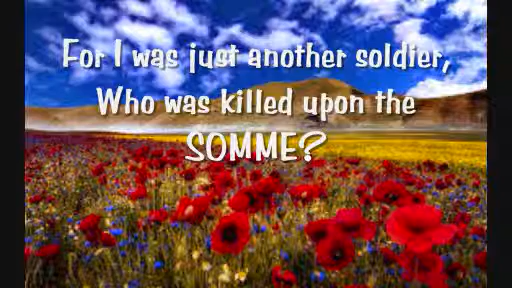 For I was just another soldier,
Who was killed upon the
SOMME?